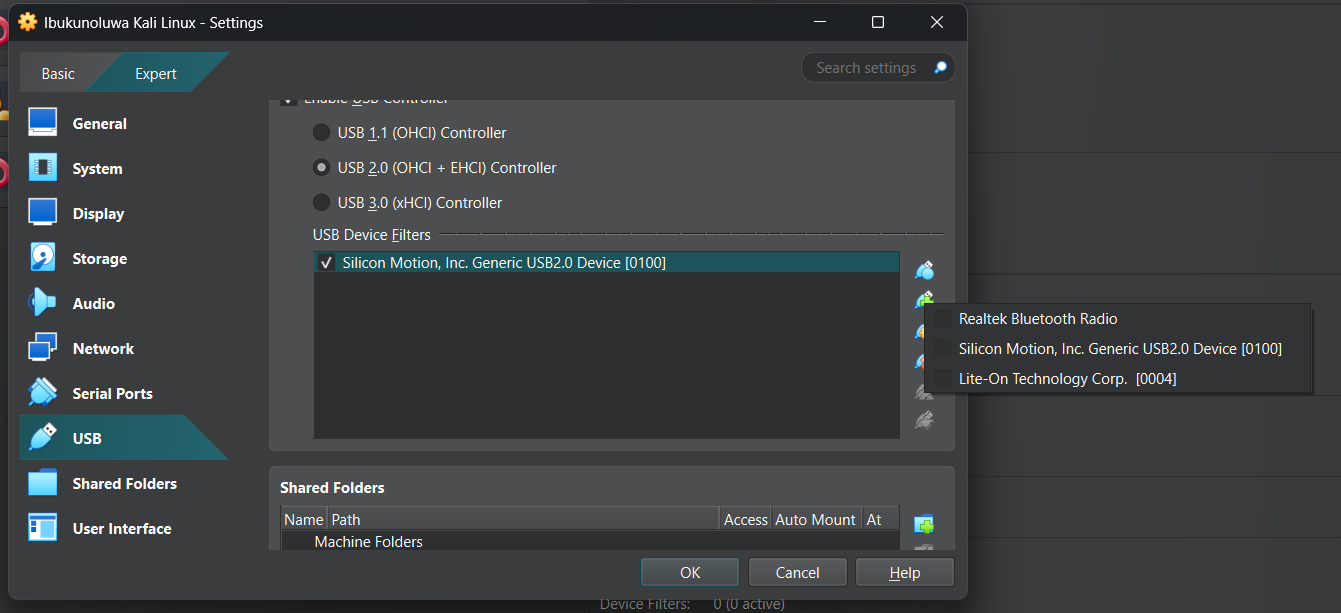 Ibukunoluwa Kali Linux - Settings
Basic
Expert
Search settings
General
System
Display
Storage
Audio
Network
Serial Ports
USB
Shared Folders
User Interface
Enable USB Controller
USB 1.1 (OHCI) Controller
USB 2.0 (OHCI + EHCI) Controller
USB 3.0 (xHCI) Controller
USB Device Filters
Silicon Motion, Inc. Generic USB2.0 Device [0100]
Realtek Bluetooth Radio
Silicon Motion, Inc. Generic USB2.0 Device [0100]
Lite-On Technology Corp. [0004]
Shared Folders
Name Path Access Auto Mount At
Machine Folders
OK Cancel Help
Device Filters: 0 (0 active)